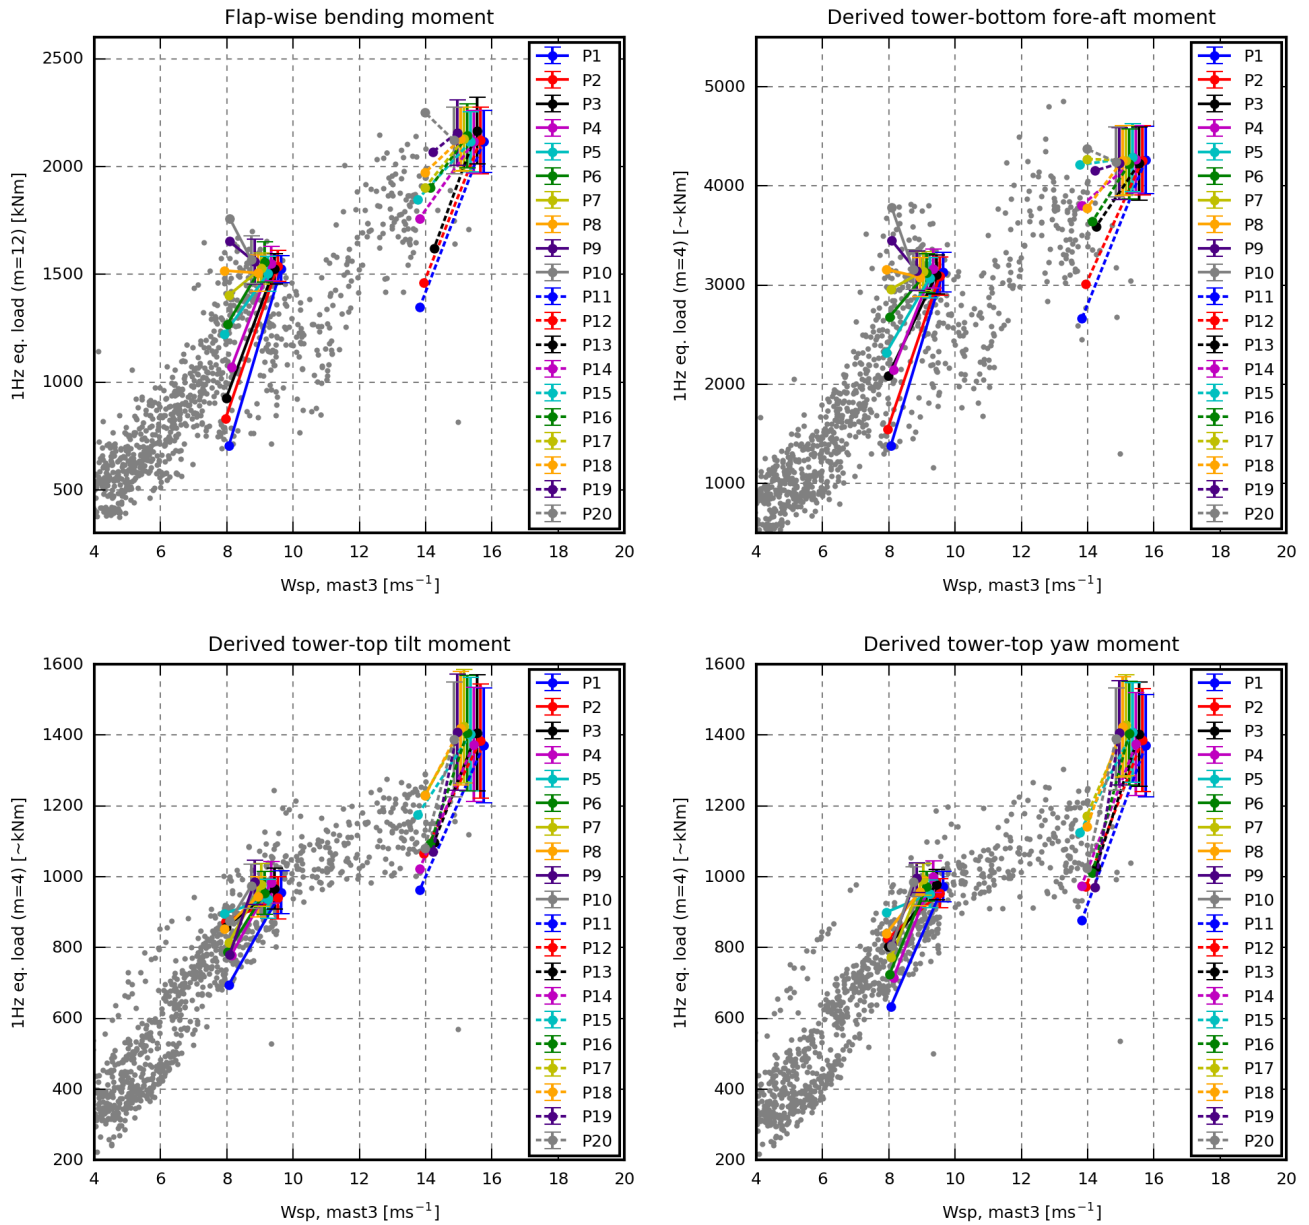 Flap-wise bending moment
1Hz eq. load (m=12) [kNm]
2500
2000
1500
1000
500
4 6 8 10 12 14 16 18 20
Wsp, mast3 [ms⁻¹]
P1
P2
P3
P4
P5
P6
P7
P8
P9
P10
P11
P12
P13
P14
P15
P16
P17
P18
P19
P20
Derived tower-bottom fore-aft moment
1Hz eq. load (m=4) [~kNm]
5000
4000
3000
2000
1000
4 6 8 10 12 14 16 18 20
Wsp, mast3 [ms⁻¹]
P1
P2
P3
P4
P5
P6
P7
P8
P9
P10
P11
P12
P13
P14
P15
P16
P17
P18
P19
P20
Derived tower-top tilt moment
1Hz eq. load (m=4) [~kNm]
1600
1400
1200
1000
800
600
400
200
4 6 8 10 12 14 16 18 20
Wsp, mast3 [ms⁻¹]
P1
P2
P3
P4
P5
P6
P7
P8
P9
P10
P11
P12
P13
P14
P15
P16
P17
P18
P19
P20
Derived tower-top yaw moment
1Hz eq. load (m=4) [~kNm]
1600
1400
1200
1000
800
600
400
200
4 6 8 10 12 14 16 18 20
Wsp, mast3 [ms⁻¹]
P1
P2
P3
P4
P5
P6
P7
P8
P9
P10
P11
P12
P13
P14
P15
P16
P17
P18
P19
P20